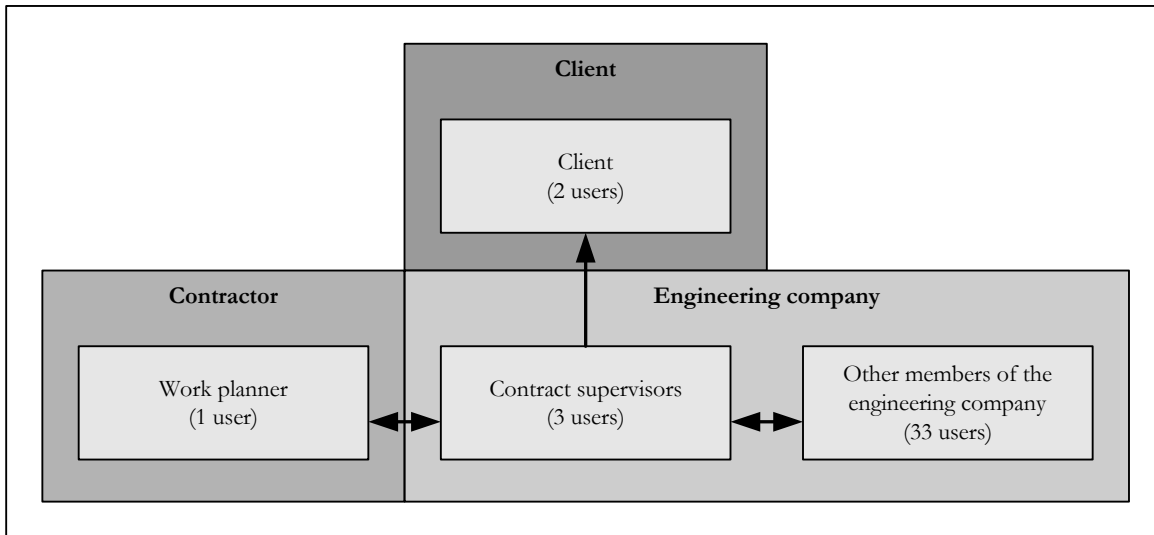 Client
Client
(2 users)
Contractor
Engineering company
Work planner
(1 user)
Contract supervisors
(3 users)
Other members of the
engineering company
(33 users)